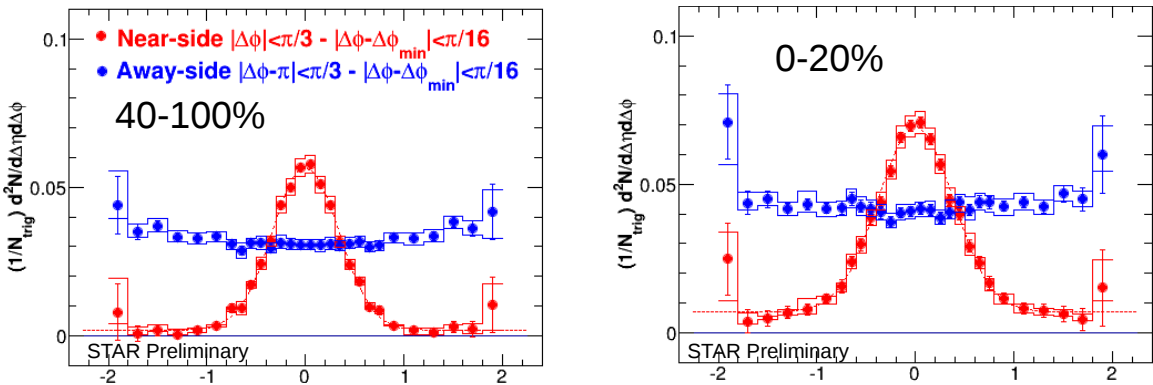 Near-side |Δϕ|<π/3 - |Δϕ-Δϕmin|<π/16
Away-side |Δϕ-π|<π/3 - |Δϕ-Δϕmin|<π/16
40-100%
(1/Ntrig) d²N/dΔηdΔϕ
0.1
0.05
0
STAR Preliminary
-2 -1 0 1 2
0-20%
(1/Ntrig) d²N/dΔηdΔϕ
0.1
0.05
0
STAR Preliminary
-2 -1 0 1 2